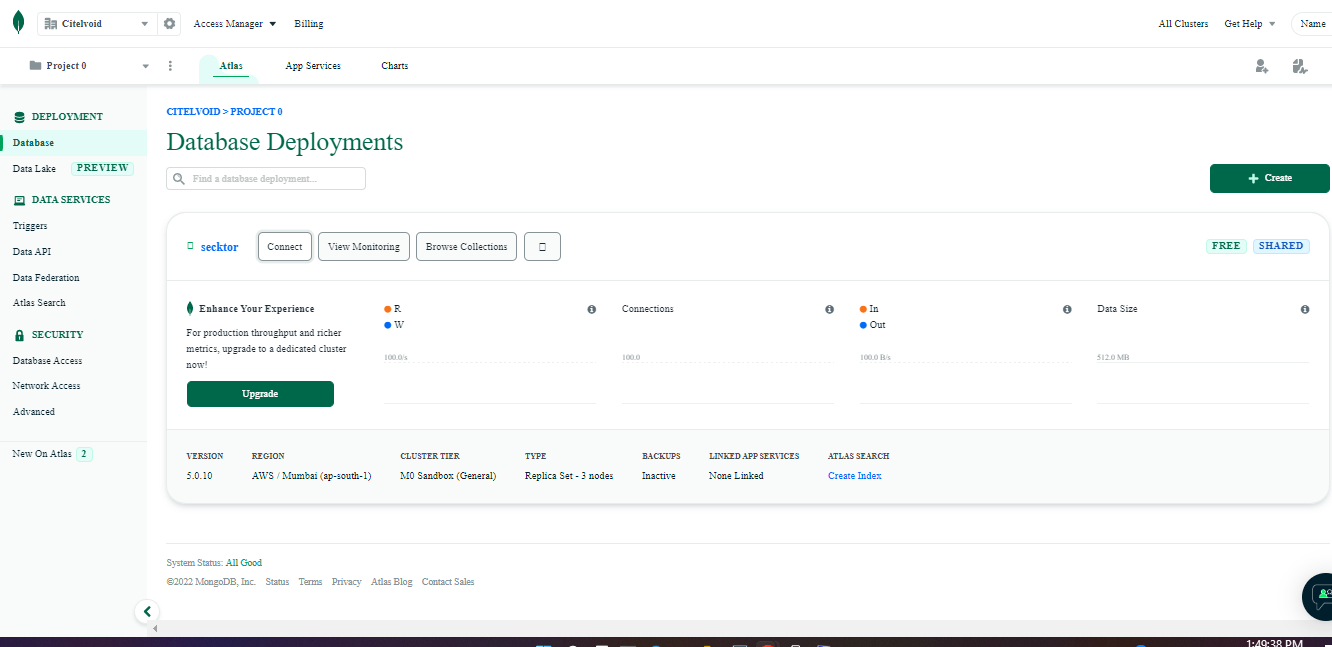 Citelvoid
Access Manager
Billing
All Clusters
Get Help
Name
Project 0
Atlas
App Services
Charts
DEPLOYMENT
Database
Data Lake PREVIEW
DATA SERVICES
Triggers
Data API
Data Federation
Atlas Search
SECURITY
Database Access
Network Access
Advanced
New On Atlas 2
CITELVOID > PROJECT 0
Database Deployments
Find a database deployment...
+ Create
secktor
Connect
View Monitoring
Browse Collections
FREE
SHARED
Enhance Your Experience
For production throughput and richer
metrics, upgrade to a dedicated cluster
now!
Upgrade
R
W
100.0/s
Connections
100.0
In
Out
100.0 B/s
Data Size
512.0 MB
VERSION
5.0.10
REGION
AWS / Mumbai (ap-south-1)
CLUSTER TIER
M0 Sandbox (General)
TYPE
Replica Set - 3 nodes
BACKUPS
Inactive
LINKED APP SERVICES
None Linked
ATLAS SEARCH
Create Index
System Status: All Good
©2022 MongoDB, Inc. Status Terms Privacy Atlas Blog Contact Sales
1:49:38 PM